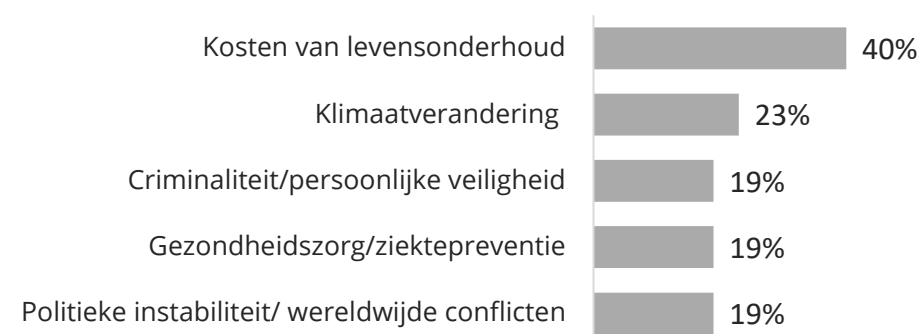 Kosten van levensonderhoud 40%
Klimaatverandering 23%
Criminaliteit/persoonlijke veiligheid 19%
Gezondheidszorg/ziektepreventie 19%
Politieke instabiliteit/ wereldwijde conflicten 19%